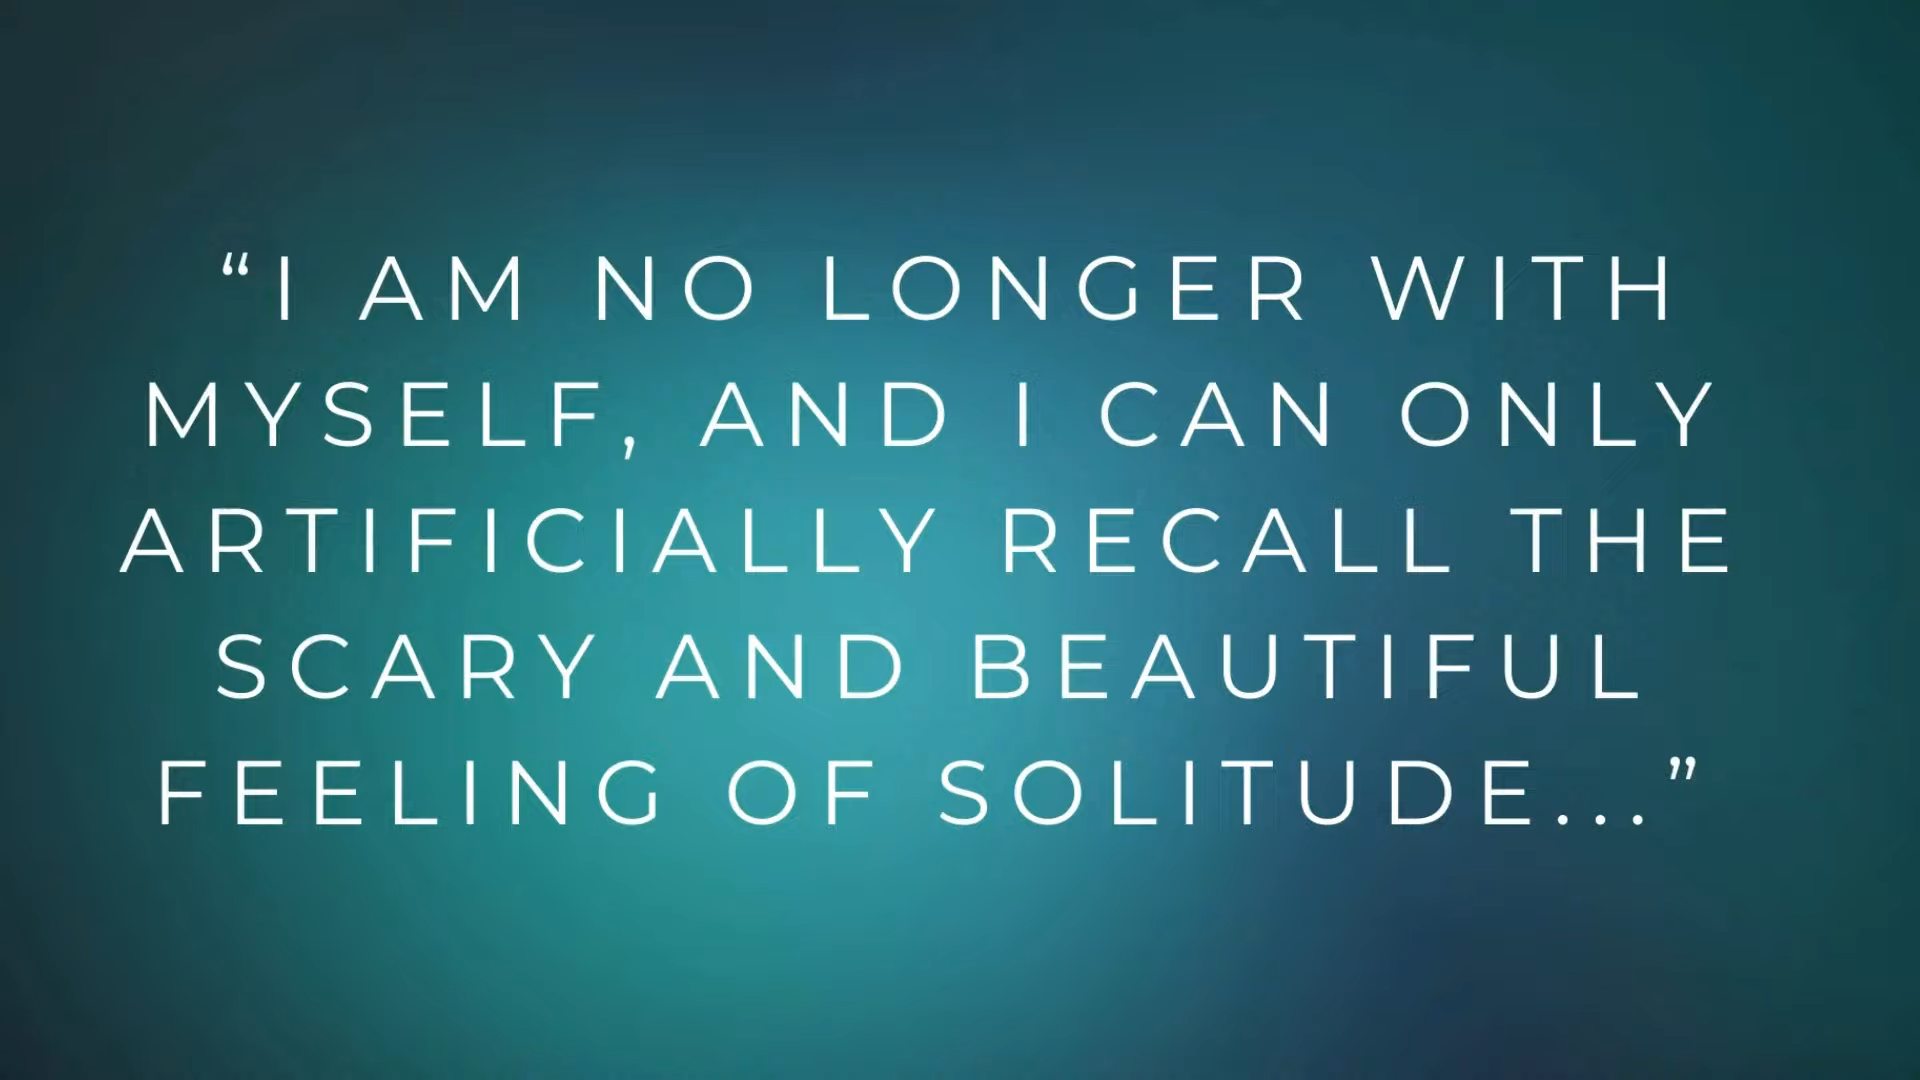 “I AM NO LONGER WITH
MYSELF, AND I CAN ONLY
ARTIFICIALLY RECALL THE
SCARY AND BEAUTIFUL
FEELING OF SOLITUDE...”